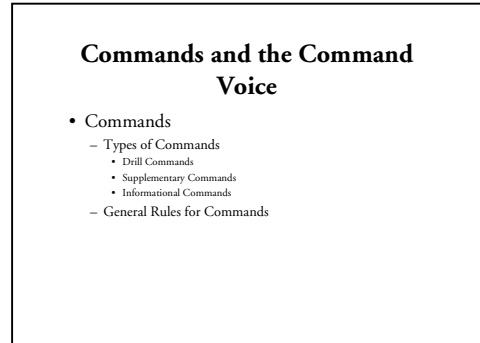 Commands and the Command
Voice
• Commands
– Types of Commands
• Drill Commands
• Supplementary Commands
• Informational Commands
– General Rules for Commands